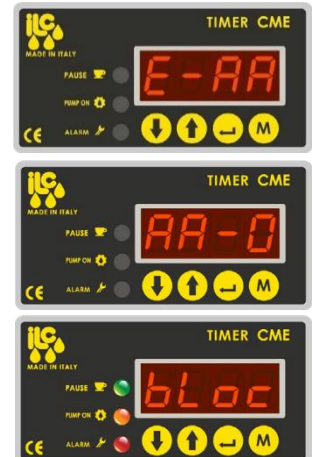 ilc
TIMER CME
MADE IN ITALY
PAUSE
E-AA
PUMP ON
CE ALARM M
ilc
TIMER CME
MADE IN ITALY
PAUSE
AA-0
PUMP ON
CE ALARM M
ilc
TIMER CME
MADE IN ITALY
PAUSE
bLoc
PUMP ON
CE ALARM M